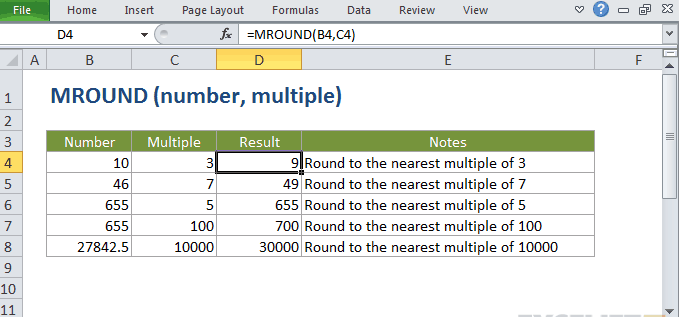 File Home Insert Page Layout Formulas Data Review View
D4 fx =MROUND(B4,C4)
A B C D E F
1 MROUND (number, multiple)
2
3 Number Multiple Result Notes
4 10 3 9 Round to the nearest multiple of 3
5 46 7 49 Round to the nearest multiple of 7
6 655 5 655 Round to the nearest multiple of 5
7 655 100 700 Round to the nearest multiple of 100
8 27842.5 10000 30000 Round to the nearest multiple of 10000
9
10
11